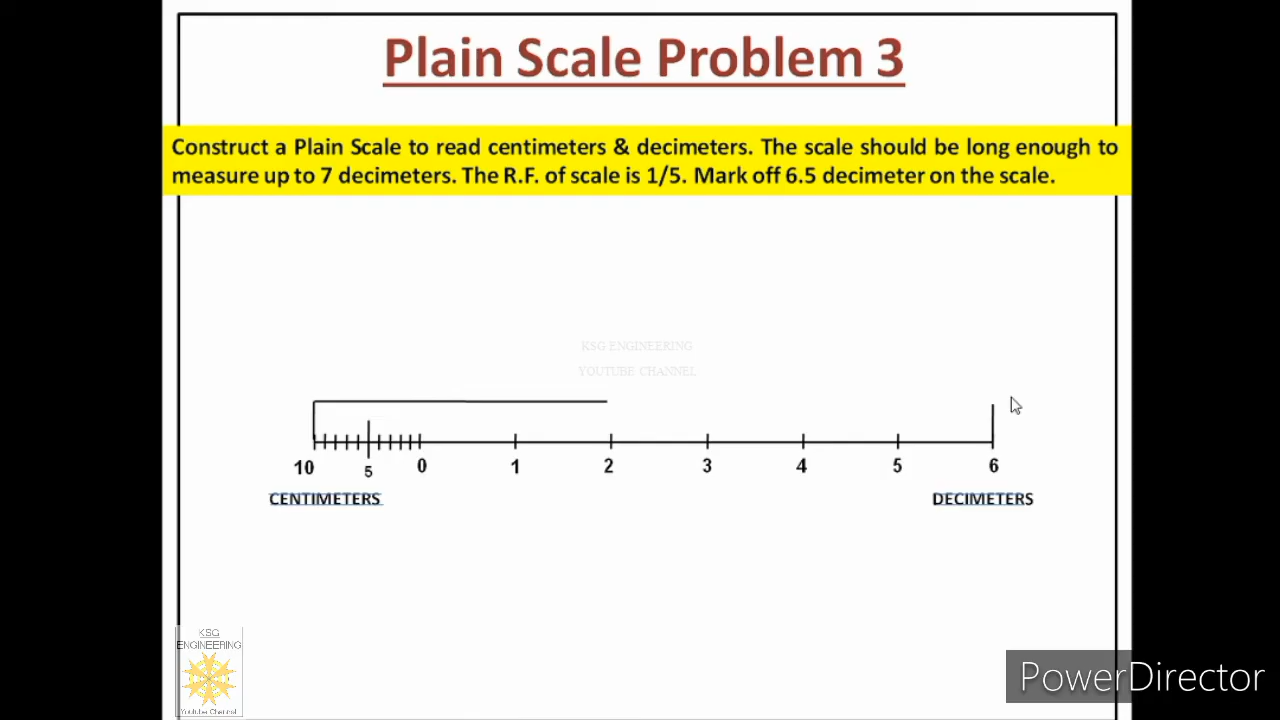 Plain Scale Problem 3
Construct a Plain Scale to read centimeters & decimeters. The scale should be long enough to
measure up to 7 decimeters. The R.F. of scale is 1/5. Mark off 6.5 decimeter on the scale.
KSG ENGINEERING
YOUTUBE CHANNEL
10 5 0 1 2 3 4 5 6
CENTIMETERS DECIMETERS
KSG
ENGINEERING
Youtube Channel
PowerDirector